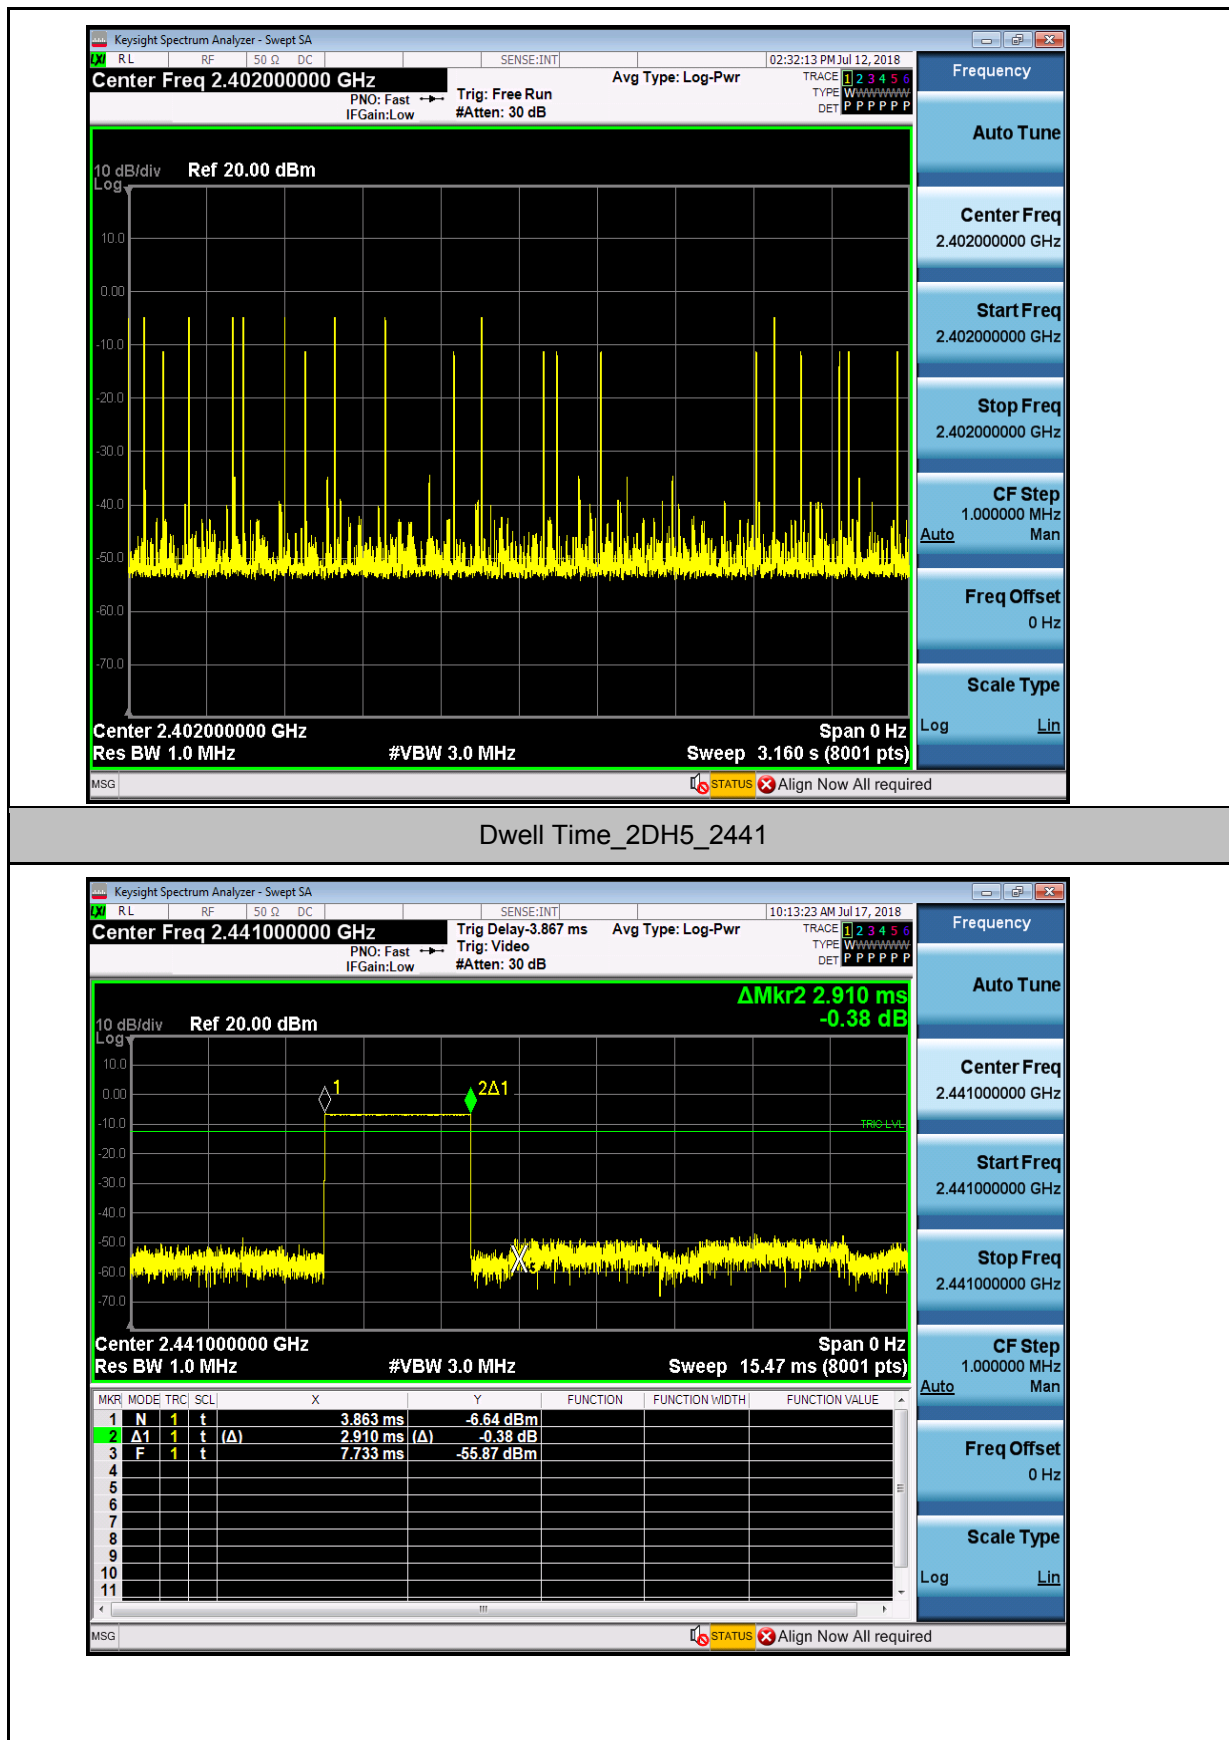 Keysight Spectrum Analyzer - Swept SA
LXI RL RF 50 Ω DC SENSE:INT 02:32:13 PM Jul 12, 2018
Center Freq 2.402000000 GHz
PNO: Fast
IFGain:Low
Trig: Free Run
#Atten: 30 dB
Avg Type: Log-Pwr
TRACE 1 2 3 4 5 6
TYPE WWWWWW
DET P P P P P P
10 dB/div
Log
Ref 20.00 dBm
10.0
0.00
-10.0
-20.0
-30.0
-40.0
-50.0
-60.0
-70.0
Center 2.402000000 GHz
Span 0 Hz
Res BW 1.0 MHz
#VBW 3.0 MHz
Sweep 3.160 s (8001 pts)
MSG
STATUS
Align Now All required
Frequency
Auto Tune
Center Freq
2.402000000 GHz
Start Freq
2.402000000 GHz
Stop Freq
2.402000000 GHz
CF Step
1.000000 MHz
Auto Man
Freq Offset
0 Hz
Scale Type
Log Lin
Dwell Time_2DH5_2441
Keysight Spectrum Analyzer - Swept SA
LXI RL RF 50 Ω DC SENSE:INT 10:13:23 AM Jul 17, 2018
Center Freq 2.441000000 GHz
PNO: Fast
IFGain:Low
Trig Delay-3.867 ms
Trig: Video
#Atten: 30 dB
Avg Type: Log-Pwr
TRACE 1 2 3 4 5 6
TYPE WWWWWW
DET P P P P P P
ΔMkr2 2.910 ms
-0.38 dB
10 dB/div
Log
Ref 20.00 dBm
10.0
0.00
-10.0
-20.0
-30.0
-40.0
-50.0
-60.0
-70.0
1
2Δ1
TRIG LVL
3
Center 2.441000000 GHz
Span 0 Hz
Res BW 1.0 MHz
#VBW 3.0 MHz
Sweep 15.47 ms (8001 pts)
MKR MODE TRC SCL X Y FUNCTION FUNCTION WIDTH FUNCTION VALUE
1 N 1 t 3.863 ms -6.64 dBm
2 Δ1 1 t (Δ) 2.910 ms (Δ) -0.38 dB
3 F 1 t 7.733 ms -55.87 dBm
4
5
6
7
8
9
10
11
MSG
STATUS
Align Now All required
Frequency
Auto Tune
Center Freq
2.441000000 GHz
Start Freq
2.441000000 GHz
Stop Freq
2.441000000 GHz
CF Step
1.000000 MHz
Auto Man
Freq Offset
0 Hz
Scale Type
Log Lin